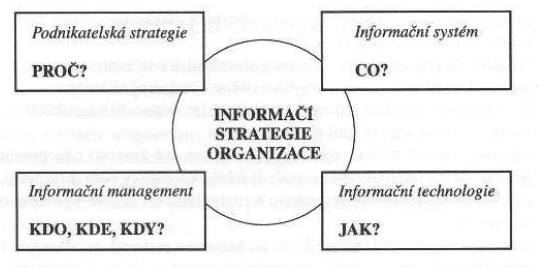 Podnikatelská strategie
PROČ?
Informační systém
CO?
INFORMAČÍ
STRATEGIE
ORGANIZACE
Informační management
KDO, KDE, KDY?
Informační technologie
JAK?